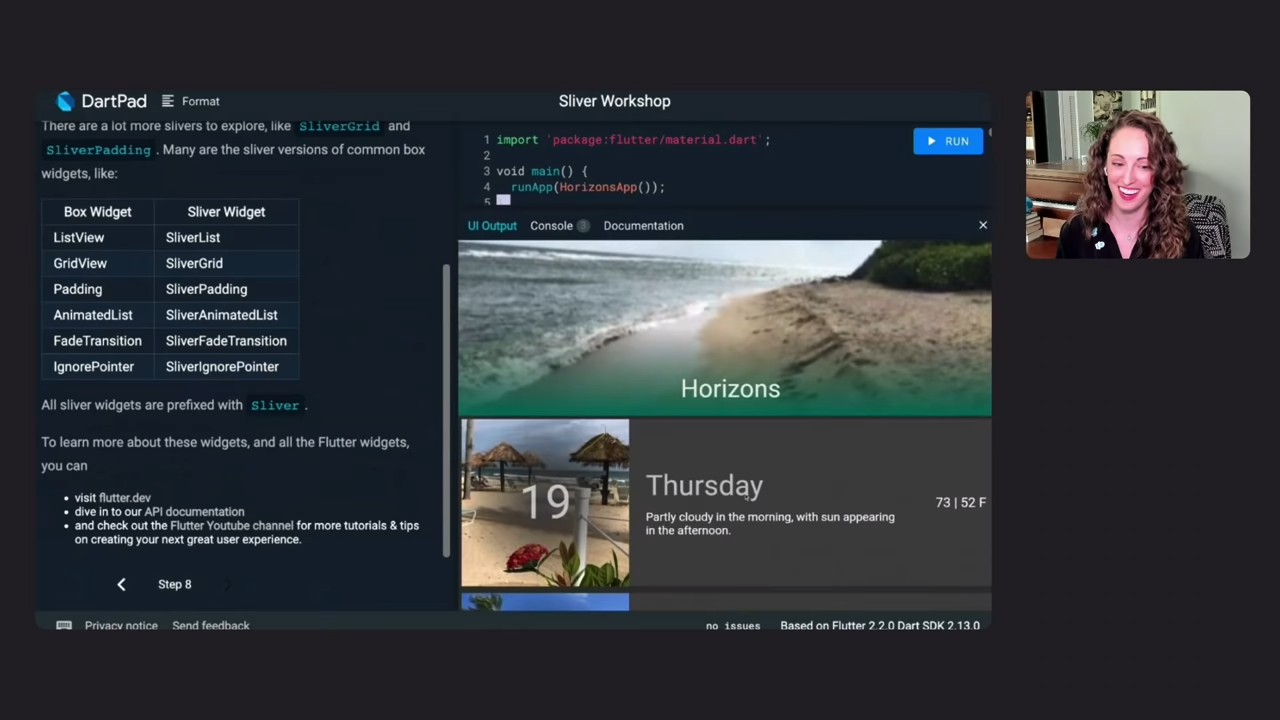 DartPad
Format
Sliver Workshop
There are a lot more slivers to explore, like SliverGrid and
SliverPadding. Many are the sliver versions of common box
widgets, like:
Box Widget Sliver Widget
ListView SliverList
GridView SliverGrid
Padding SliverPadding
AnimatedList SliverAnimatedList
FadeTransition SliverFadeTransition
IgnorePointer SliverIgnorePointer
All sliver widgets are prefixed with Sliver.
To learn more about these widgets, and all the Flutter widgets,
you can
• visit flutter.dev
• dive in to our API documentation
• and check out the Flutter Youtube channel for more tutorials & tips
on creating your next great user experience.
Step 8
1 import 'package:flutter/material.dart';
2
3 void main() {
4 runApp(HorizonsApp());
5
RUN
UI Output Console 3 Documentation
Horizons
19
Thursday
Partly cloudy in the morning, with sun appearing
in the afternoon.
73 | 52 F
Privacy notice Send feedback
no issues Based on Flutter 2.2.0 Dart SDK 2.13.0